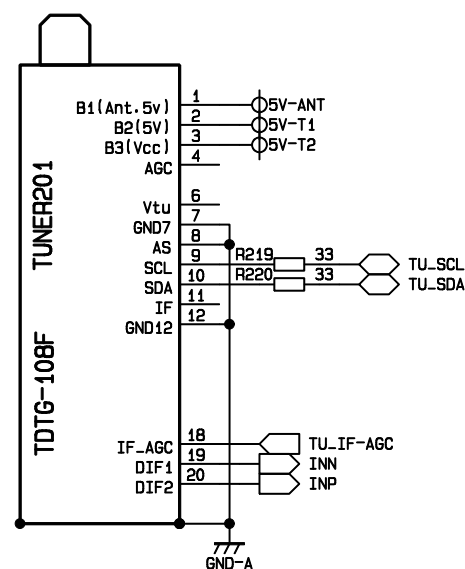 B1(Ant.5v) 1 5V-ANT
B2(5V) 2 5V-T1
B3(Vcc) 3 5V-T2
AGC 4
Vtu 6
GND7 7
AS 8
SCL 9 R219 33 TU_SCL
SDA 10 R220 33 TU_SDA
IF 11
GND12 12
IF_AGC 18 TU_IF-AGC
DIF1 19 INN
DIF2 20 INP
TUNER201
TDTG-108F
GND-A